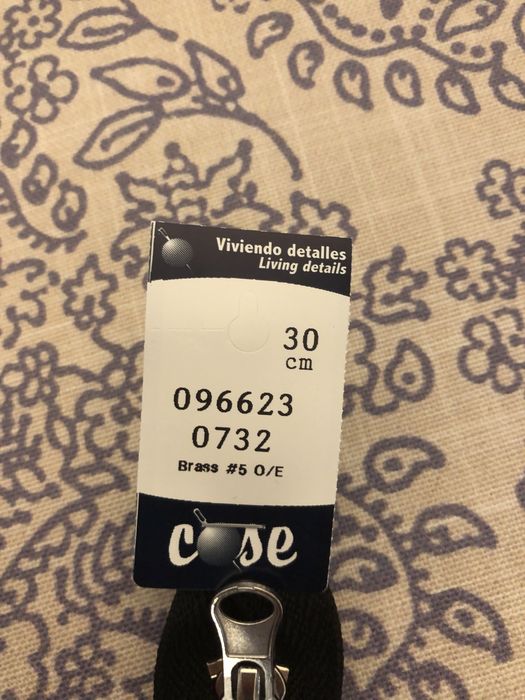 Viviendo detalles
Living details
30
cm
096623
0732
Brass #5 O/E
cose